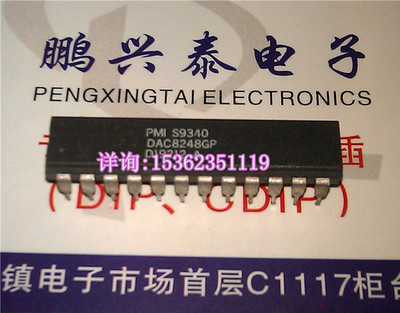 鹏兴泰电子
PENGXINGTAI ELECTRONICS
PMI S9340
DAC8248GP
详询:15362351119
插
(DIP、CDIP)
镇电子市场首层C1117柜台